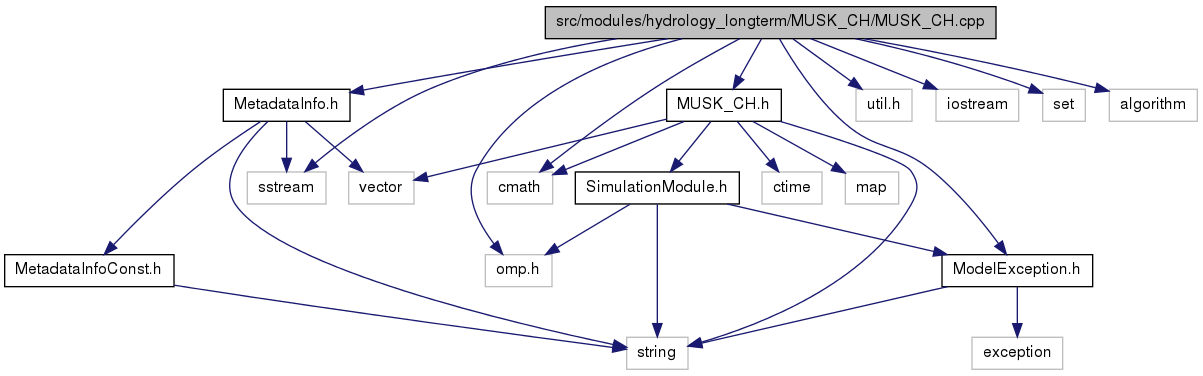 src/modules/hydrology_longterm/MUSK_CH/MUSK_CH.cpp
MetadataInfo.h
MUSK_CH.h
util.h
iostream
set
algorithm
sstream
vector
cmath
SimulationModule.h
ctime
map
MetadataInfoConst.h
omp.h
ModelException.h
string
exception